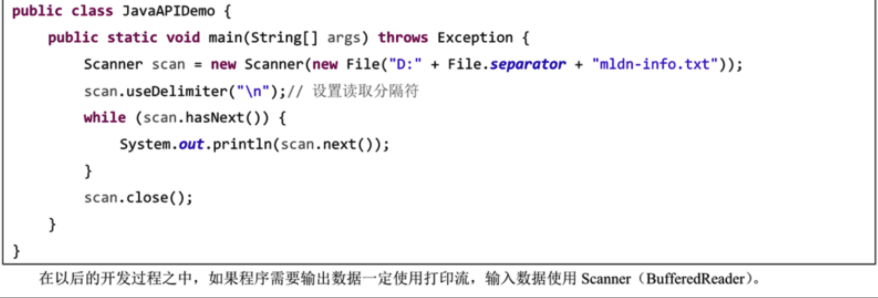 public class JavaAPIDemo {
public static void main(String[] args) throws Exception {
Scanner scan = new Scanner(new File("D:" + File.separator + "mldn-info.txt"));
scan.useDelimiter("\n");// 设置读取分隔符
while (scan.hasNext()) {
System.out.println(scan.next());
}
scan.close();
}
}
在以后的开发过程之中，如果程序需要输出数据一定使用打印流，输入数据使用 Scanner（BufferedReader）。